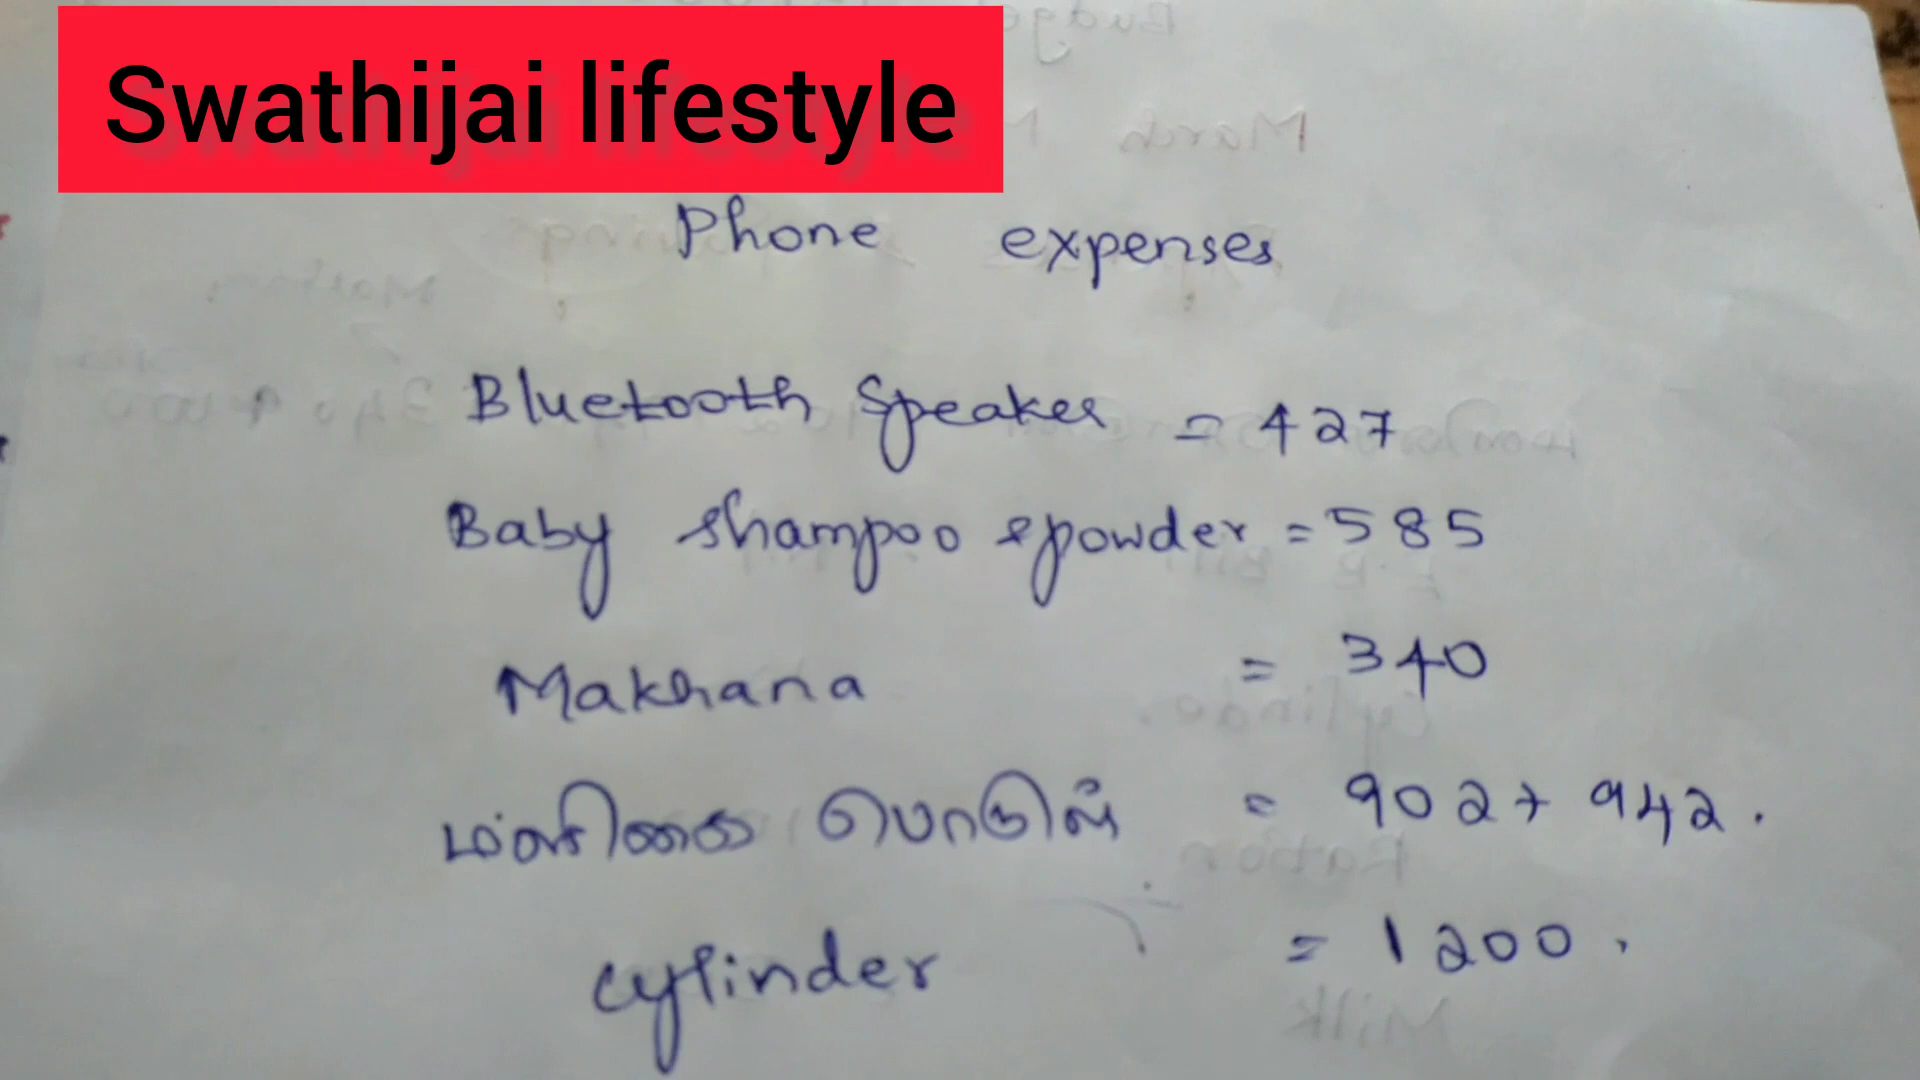 Swathijai lifestyle
Phone expenses
Bluetooth Speaker = 427
Baby shampoo & powder = 585
Makhana = 340
மளிகை பொருள் = 902 + 942.
cylinder = 1200.